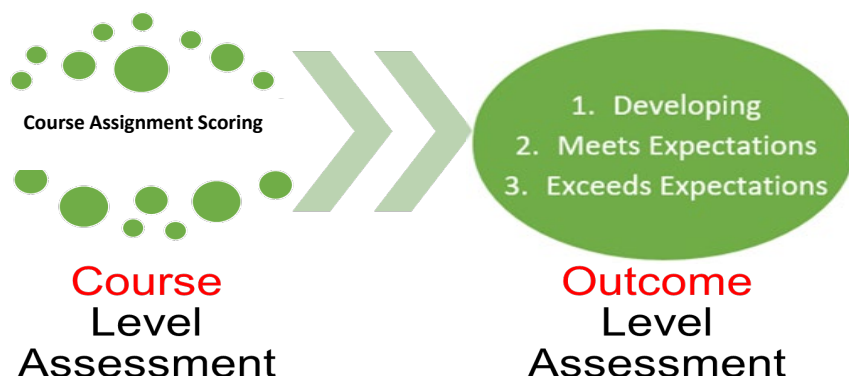 Course Assignment Scoring
1. Developing
2. Meets Expectations
3. Exceeds Expectations
Course
Level
Assessment
Outcome
Level
Assessment